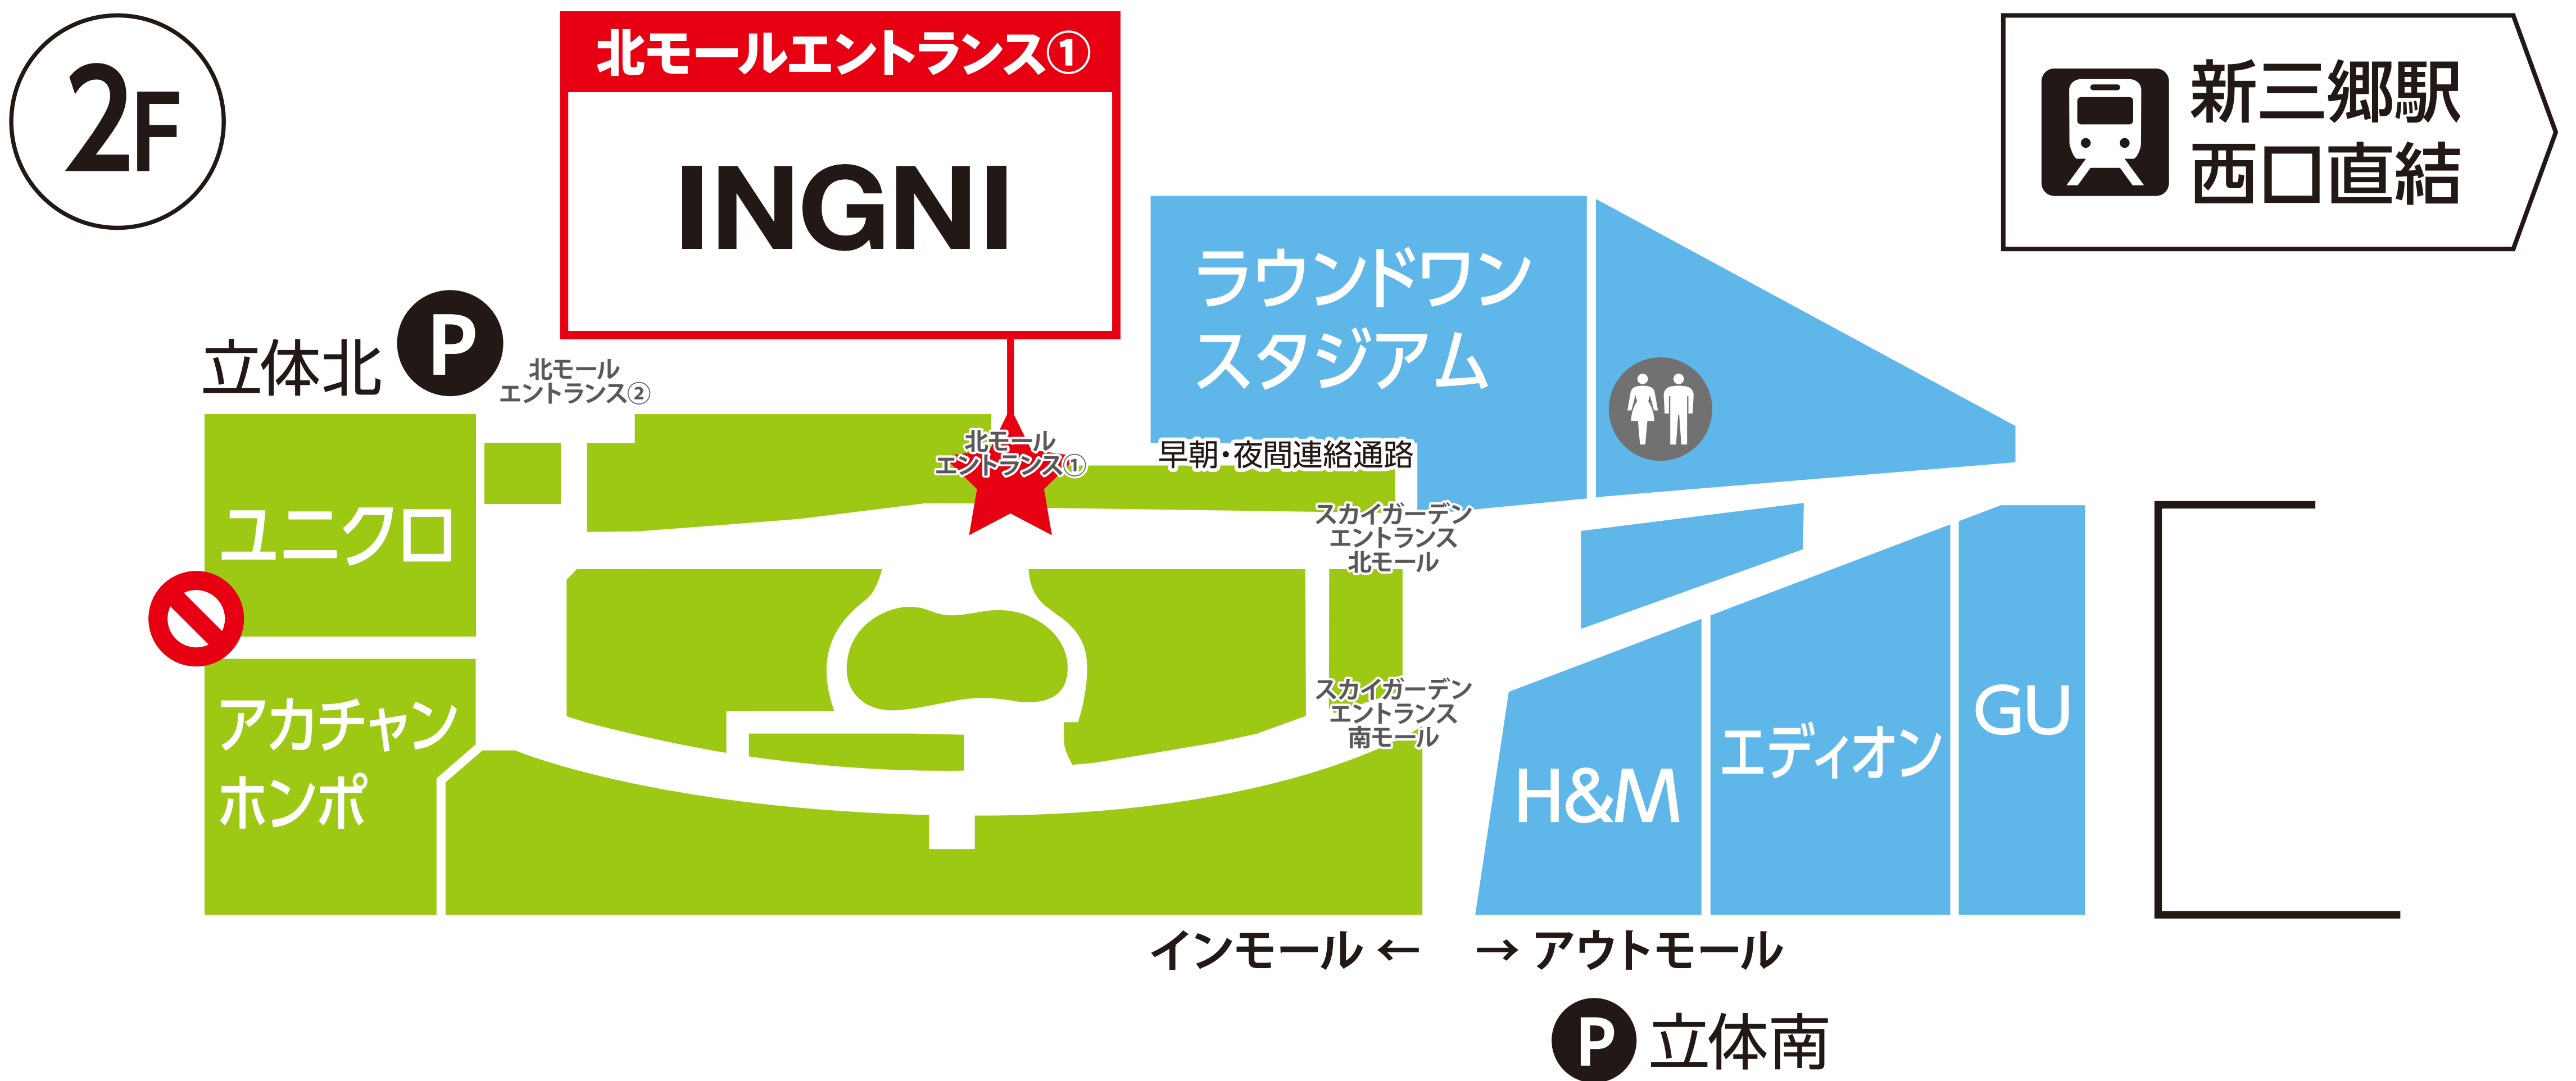 2F
北モールエントランス①
INGNI
新三郷駅
西口直結
立体北
P
北モール
エントランス②
ラウンドワン
スタジアム
北モール
エントランス①
早朝・夜間連絡通路
ユニクロ
スカイガーデン
エントランス
北モール
アカチャン
ホンポ
スカイガーデン
エントランス
南モール
H&M
エディオン
GU
インモール ← → アウトモール
P 立体南